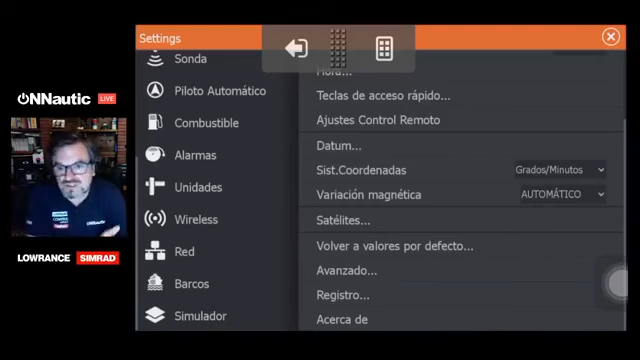 Settings
Sonda
Piloto Automático
Combustible
Alarmas
Unidades
Wireless
Red
Barcos
Simulador
Hora...
Teclas de acceso rápido...
Ajustes Control Remoto
Datum...
Sist.Coordenadas Grados/Minutos
Variación magnética AUTOMÁTICO
Satélites...
Volver a valores por defecto...
Avanzado...
Registro...
Acerca de
ONNautic LIVE
LOWRANCE SIMRAD